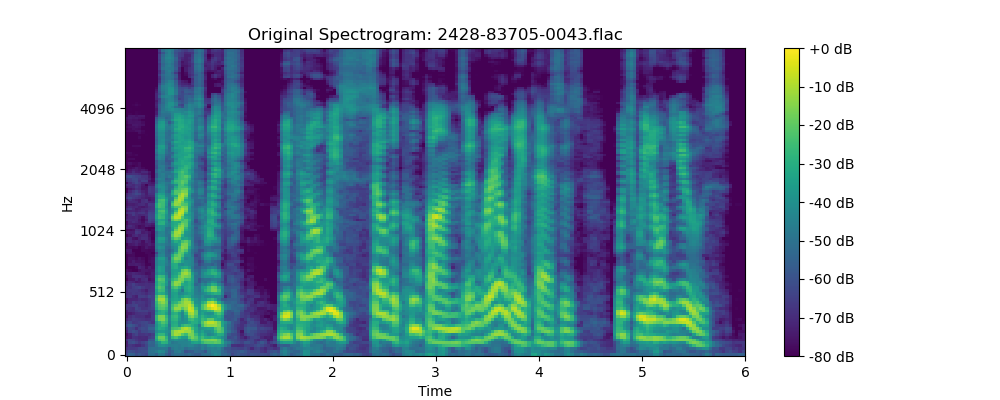 Original Spectrogram: 2428-83705-0043.flac
Hz
4096
2048
1024
512
0
0 1 2 3 4 5 6
Time
+0 dB
-10 dB
-20 dB
-30 dB
-40 dB
-50 dB
-60 dB
-70 dB
-80 dB